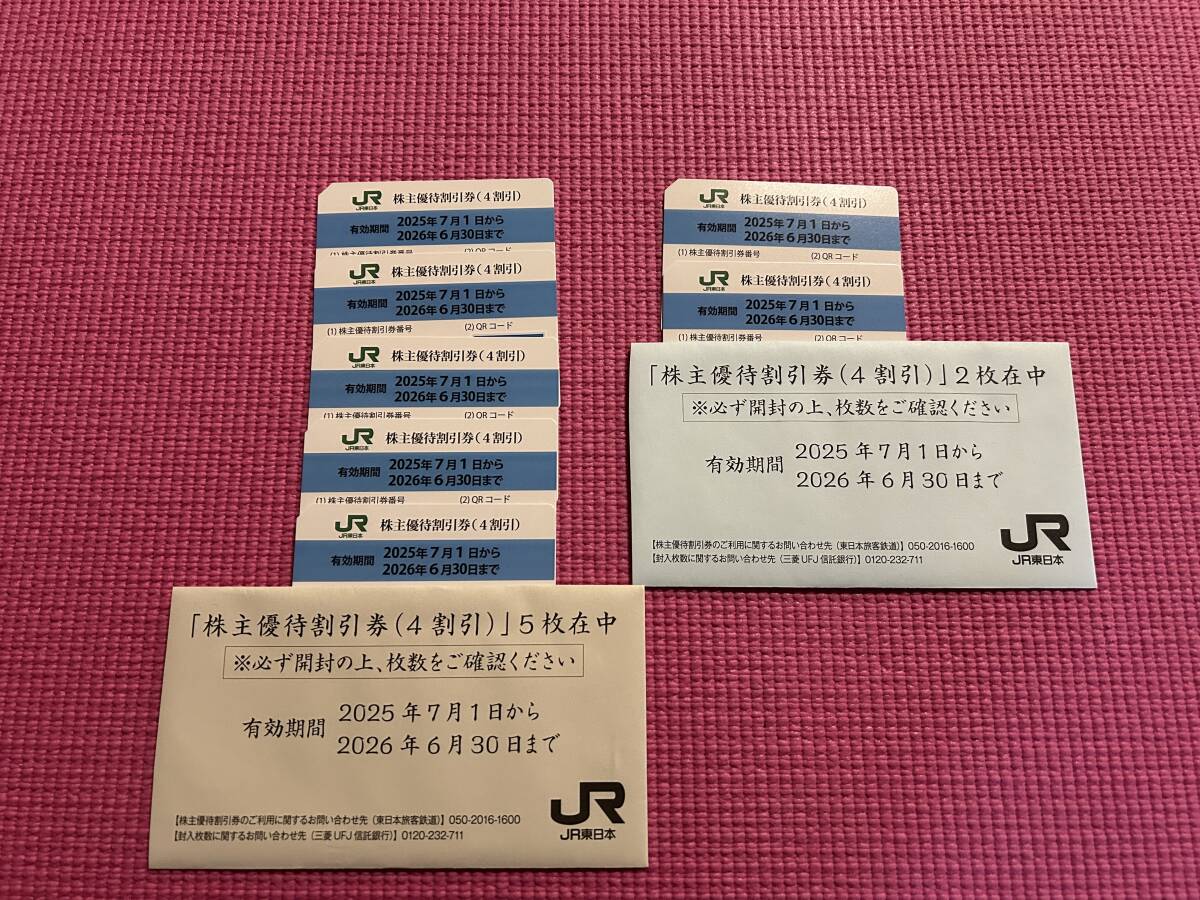 JR 株主優待割引券(4割引)
JR東日本
有効期間 2025年7月1日から
2026年6月30日まで
(1) 株主優待割引券番号 (2) QR コード
JR 株主優待割引券(4割引)
JR東日本
有効期間 2025年7月1日から
2026年6月30日まで
(1) 株主優待割引券番号 (2) QR コード
JR 株主優待割引券(4割引)
JR東日本
有効期間 2025年7月1日から
2026年6月30日まで
(1) 株主優待割引券番号 (2) QR コード
JR 株主優待割引券(4割引)
JR東日本
有効期間 2025年7月1日から
2026年6月30日まで
(1) 株主優待割引券番号 (2) QR コード
JR 株主優待割引券(4割引)
JR東日本
有効期間 2025年7月1日から
2026年6月30日まで
「株主優待割引券(4割引)」5枚在中
※必ず開封の上、枚数をご確認ください
有効期間 2025年7月1日から
2026年6月30日まで
JR
JR東日本
【株主優待割引券のご利用に関するお問い合わせ先(東日本旅客鉄道)】050-2016-1600
【封入枚数に関するお問い合わせ先(三菱UFJ信託銀行)】0120-232-711
JR 株主優待割引券(4割引)
JR東日本
有効期間 2025年7月1日から
2026年6月30日まで
(1) 株主優待割引券番号 (2) QR コード
JR 株主優待割引券(4割引)
JR東日本
有効期間 2025年7月1日から
2026年6月30日まで
(1) 株主優待割引券番号 (2) QR コード
「株主優待割引券(4割引)」2枚在中
※必ず開封の上、枚数をご確認ください
有効期間 2025年7月1日から
2026年6月30日まで
JR
JR東日本
【株主優待割引券のご利用に関するお問い合わせ先(東日本旅客鉄道)】050-2016-1600
【封入枚数に関するお問い合わせ先(三菱UFJ信託銀行)】0120-232-711